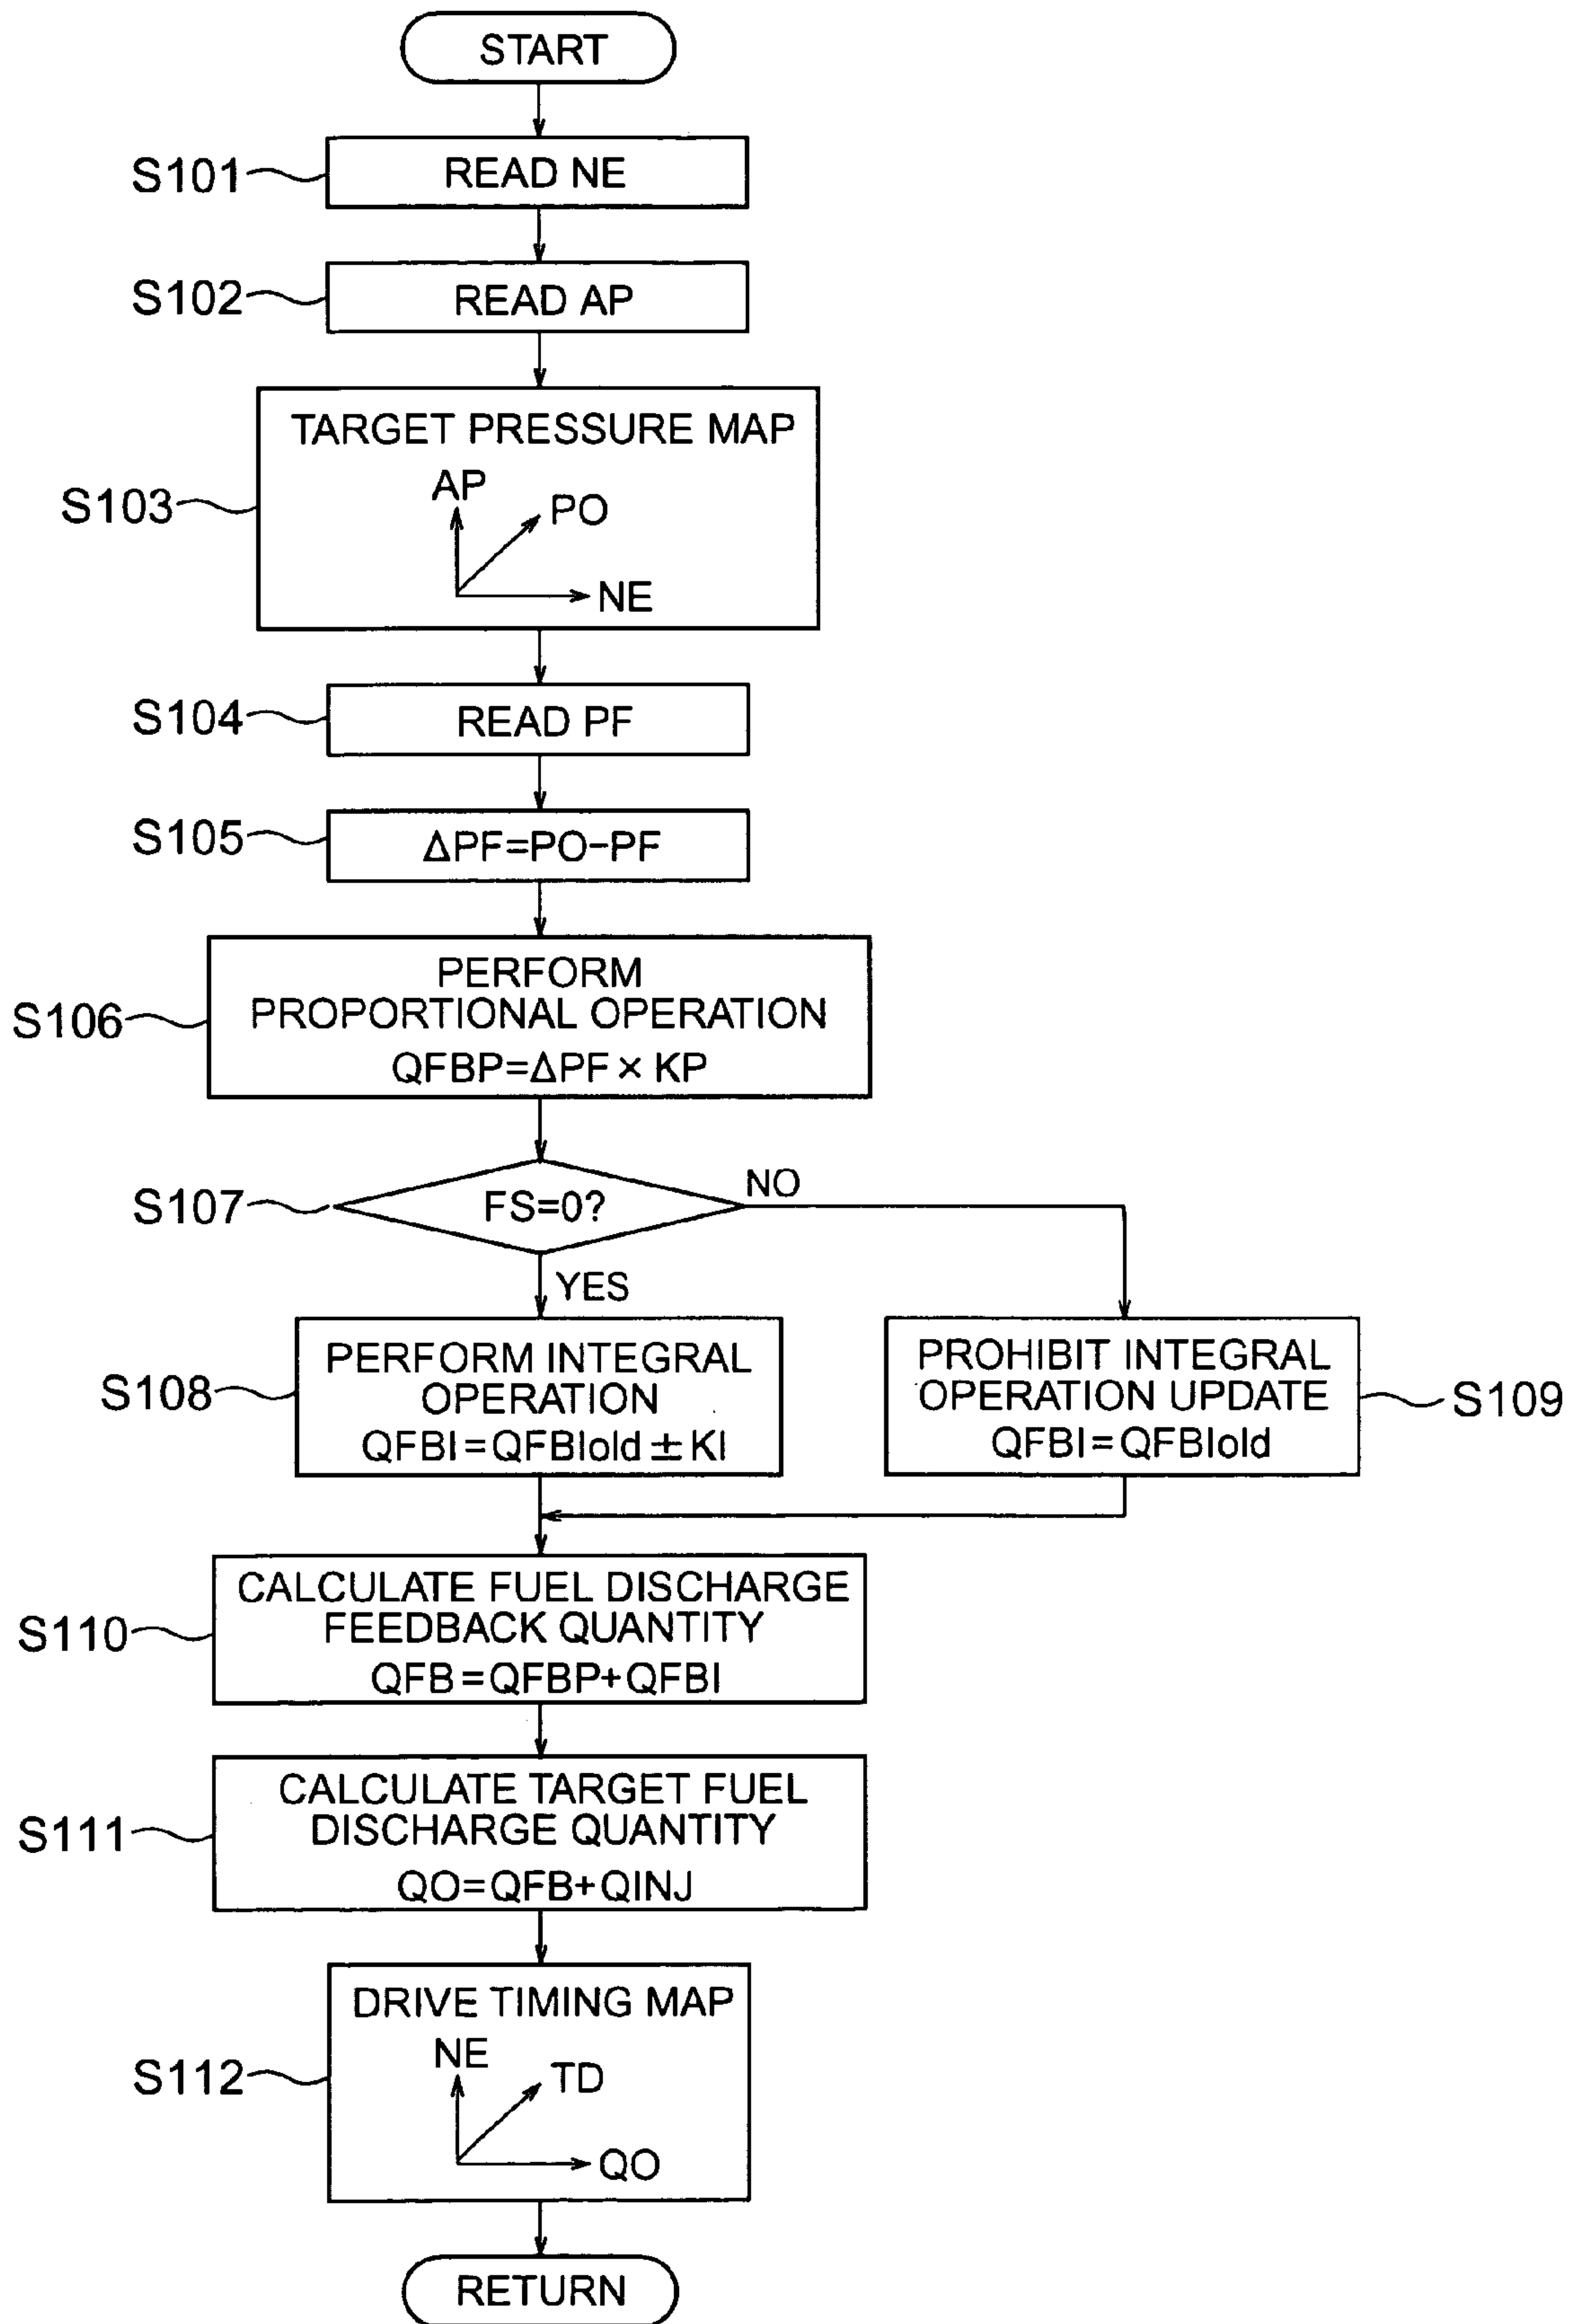 START
S101
READ NE
S102
READ AP
S103
TARGET PRESSURE MAP
AP
PO
NE
S104
READ PF
S105
ΔPF=PO-PF
S106
PERFORM
PROPORTIONAL OPERATION
QFBP=ΔPF × KP
S107
FS=0?
NO
YES
S108
PERFORM INTEGRAL
OPERATION
QFBI=QFBIold ± KI
PROHIBIT INTEGRAL
OPERATION UPDATE
QFBI=QFBIold
S109
S110
CALCULATE FUEL DISCHARGE
FEEDBACK QUANTITY
QFB=QFBP+QFBI
S111
CALCULATE TARGET FUEL
DISCHARGE QUANTITY
QO=QFB+QINJ
S112
DRIVE TIMING MAP
NE
TD
QO
RETURN